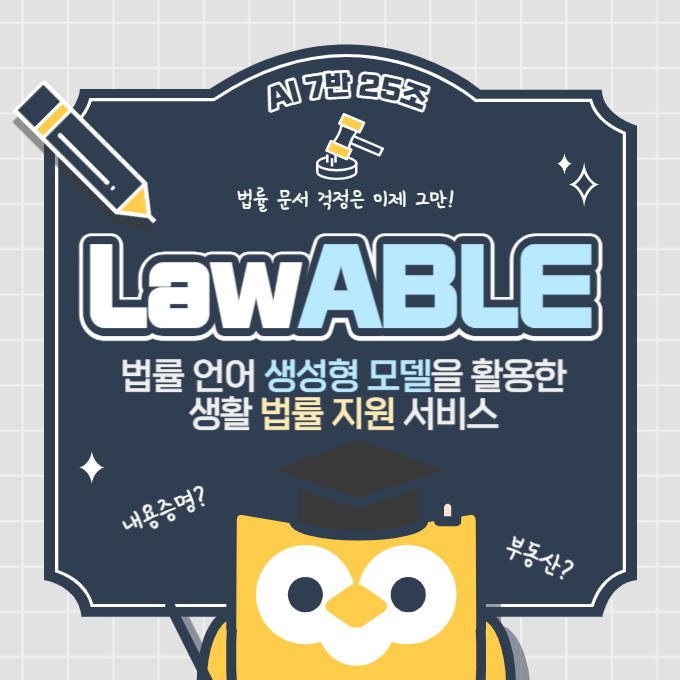 AI 7반 25조
법률 문서 걱정은 이제 그만!
LawABLE
법률 언어 생성형 모델을 활용한
생활 법률 지원 서비스
내용증명?
부동산?